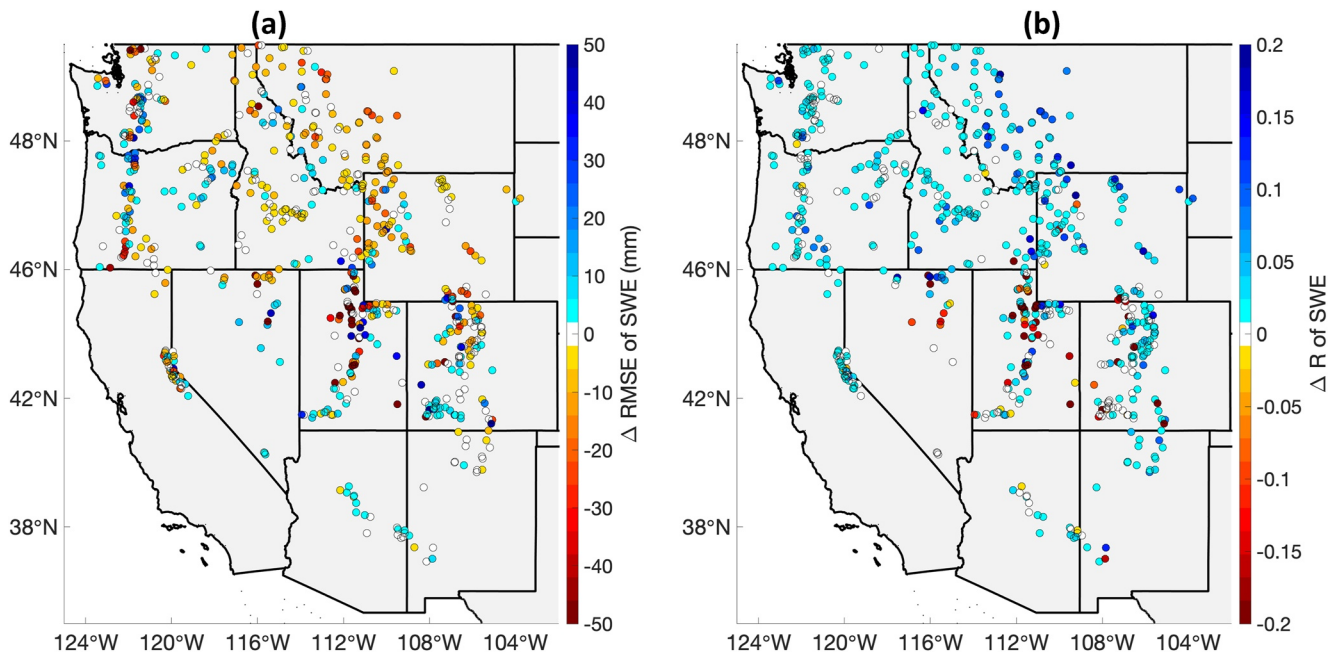 (a)
48°N
46°N
42°N
38°N
124°W 120°W 116°W 112°W 108°W 104°W
50
40
30
20
10
0
-10
-20
-30
-40
-50
△ RMSE of SWE (mm)
(b)
48°N
46°N
42°N
38°N
124°W 120°W 116°W 112°W 108°W 104°W
0.2
0.15
0.1
0.05
0
-0.05
-0.1
-0.15
-0.2
△ R of SWE